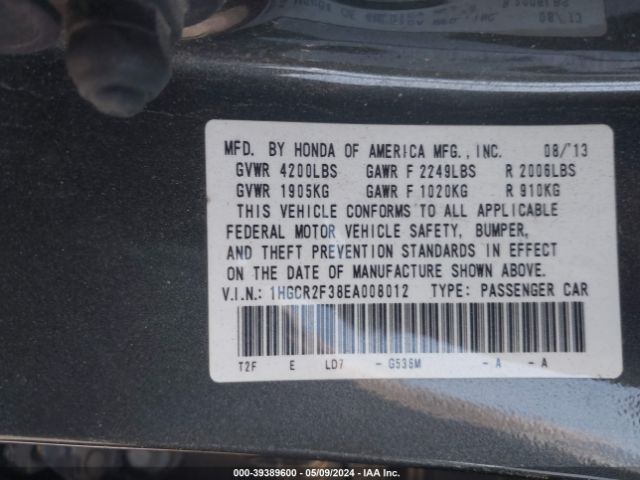 MFD. BY HONDA OF AMERICA MFG., INC. 08/13
GVWR 4200LBS GAWR F 2249LBS R 2006LBS
GVWR 1905KG GAWR F 1020KG R 910KG
THIS VEHICLE CONFORMS TO ALL APPLICABLE
FEDERAL MOTOR VEHICLE SAFETY, BUMPER,
AND THEFT PREVENTION STANDARDS IN EFFECT
ON THE DATE OF MANUFACTURE SHOWN ABOVE.
V.I.N.: 1HGCR2F38EA008012 TYPE: PASSENGER CAR
T2F E LD7 - G536M - A - A
000-39389600 - 05/09/2024 - IAA Inc.